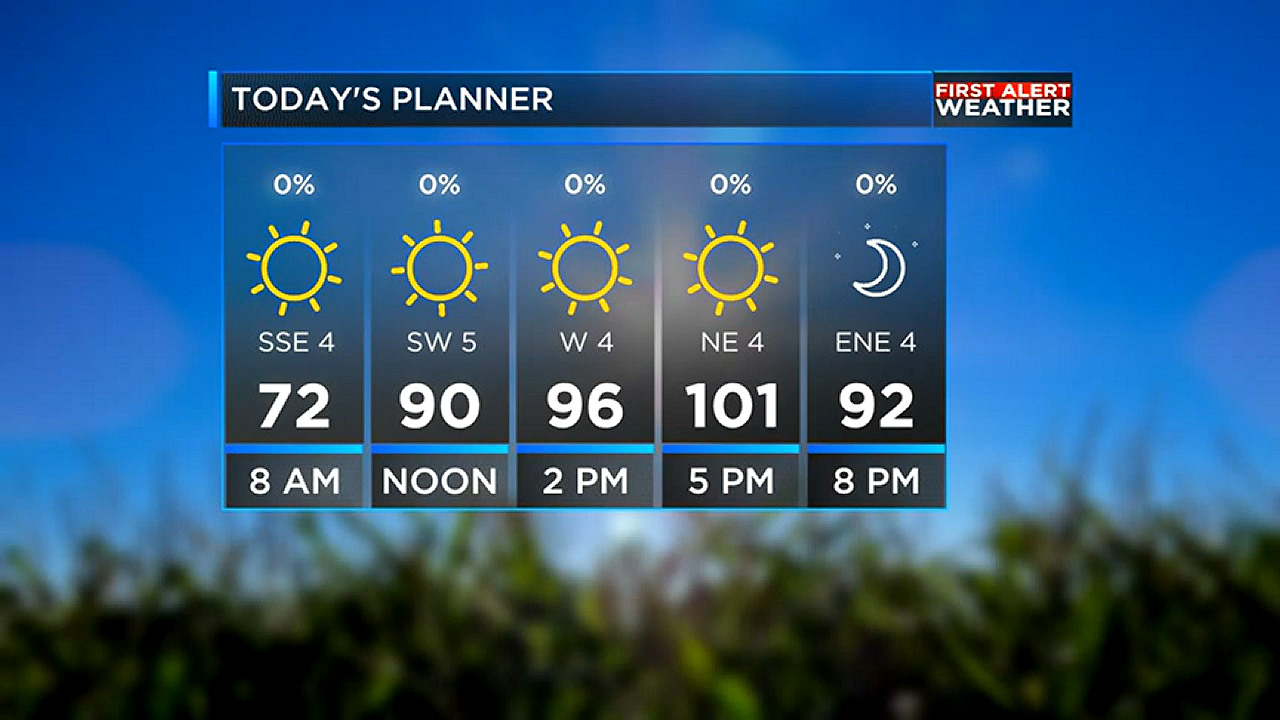 TODAY'S PLANNER
FIRST ALERT
WEATHER
0% 0% 0% 0% 0%
SSE 4 SW 5 W 4 NE 4 ENE 4
72 90 96 101 92
8 AM NOON 2 PM 5 PM 8 PM